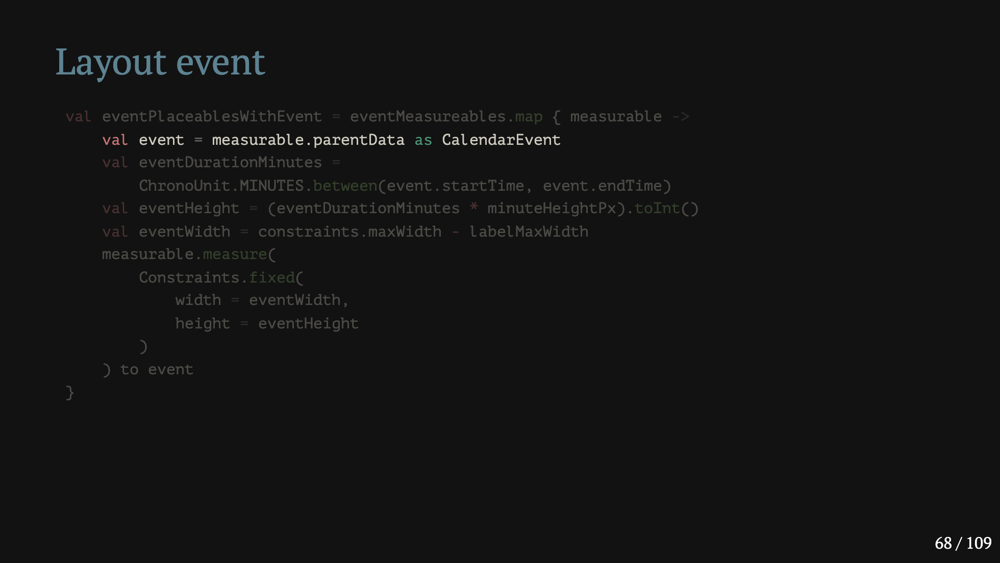 Layout event
val eventPlaceablesWithEvent = eventMeasureables.map { measurable ->
    val event = measurable.parentData as CalendarEvent
    val eventDurationMinutes =
        ChronoUnit.MINUTES.between(event.startTime, event.endTime)
    val eventHeight = (eventDurationMinutes * minuteHeightPx).toInt()
    val eventWidth = constraints.maxWidth - labelMaxWidth
    measurable.measure(
        Constraints.fixed(
            width = eventWidth,
            height = eventHeight
        )
    ) to event
}
68 / 109